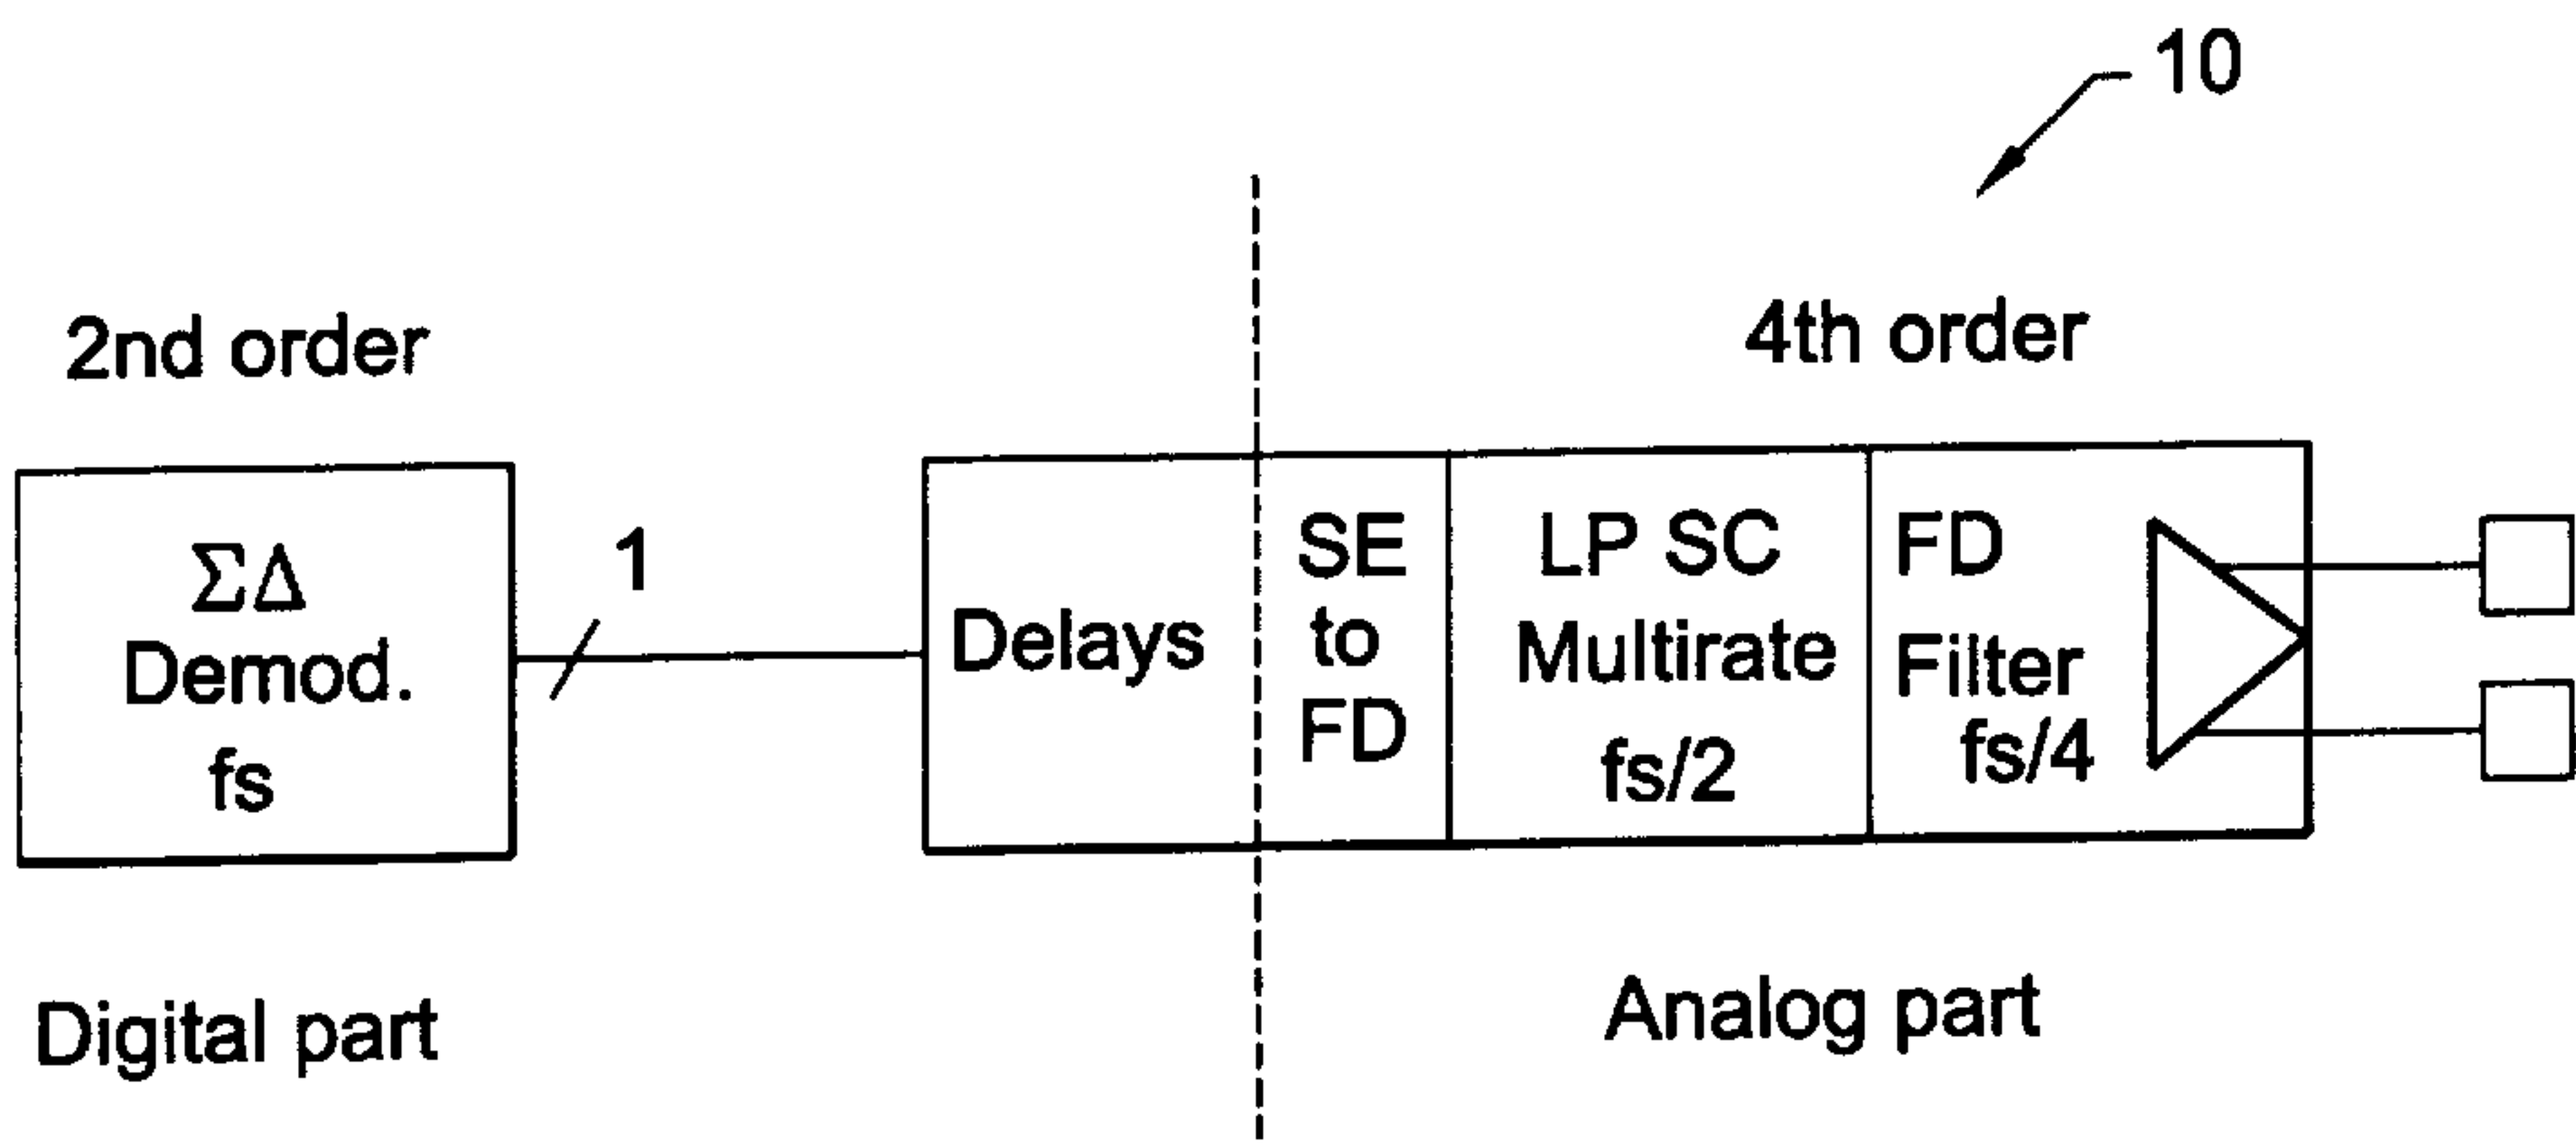 10
2nd order
4th order
ΣΔ
Demod.
fs
1
Delays
SE
to
FD
LP SC
Multirate
fs/2
FD
Filter
fs/4
Digital part
Analog part